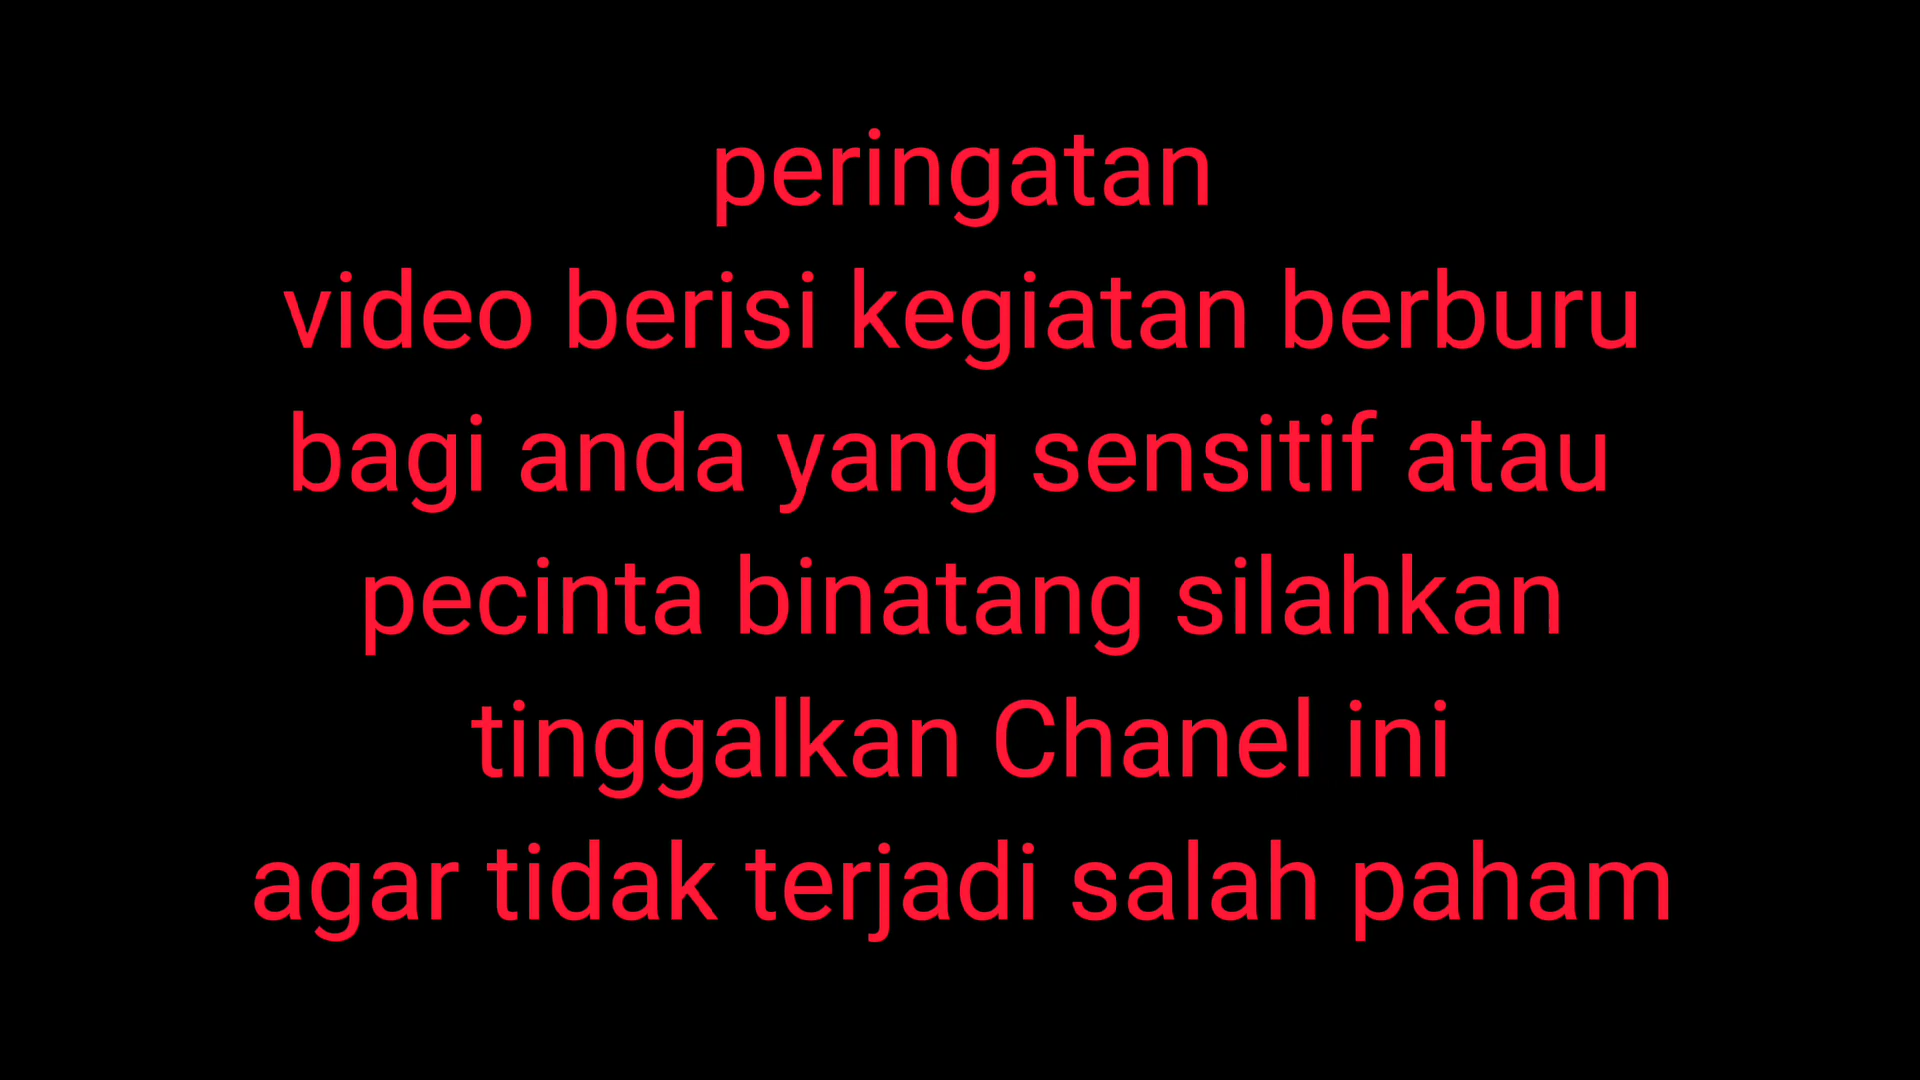 peringatan
video berisi kegiatan berburu
bagi anda yang sensitif atau
pecinta binatang silahkan
tinggalkan Chanel ini
agar tidak terjadi salah paham